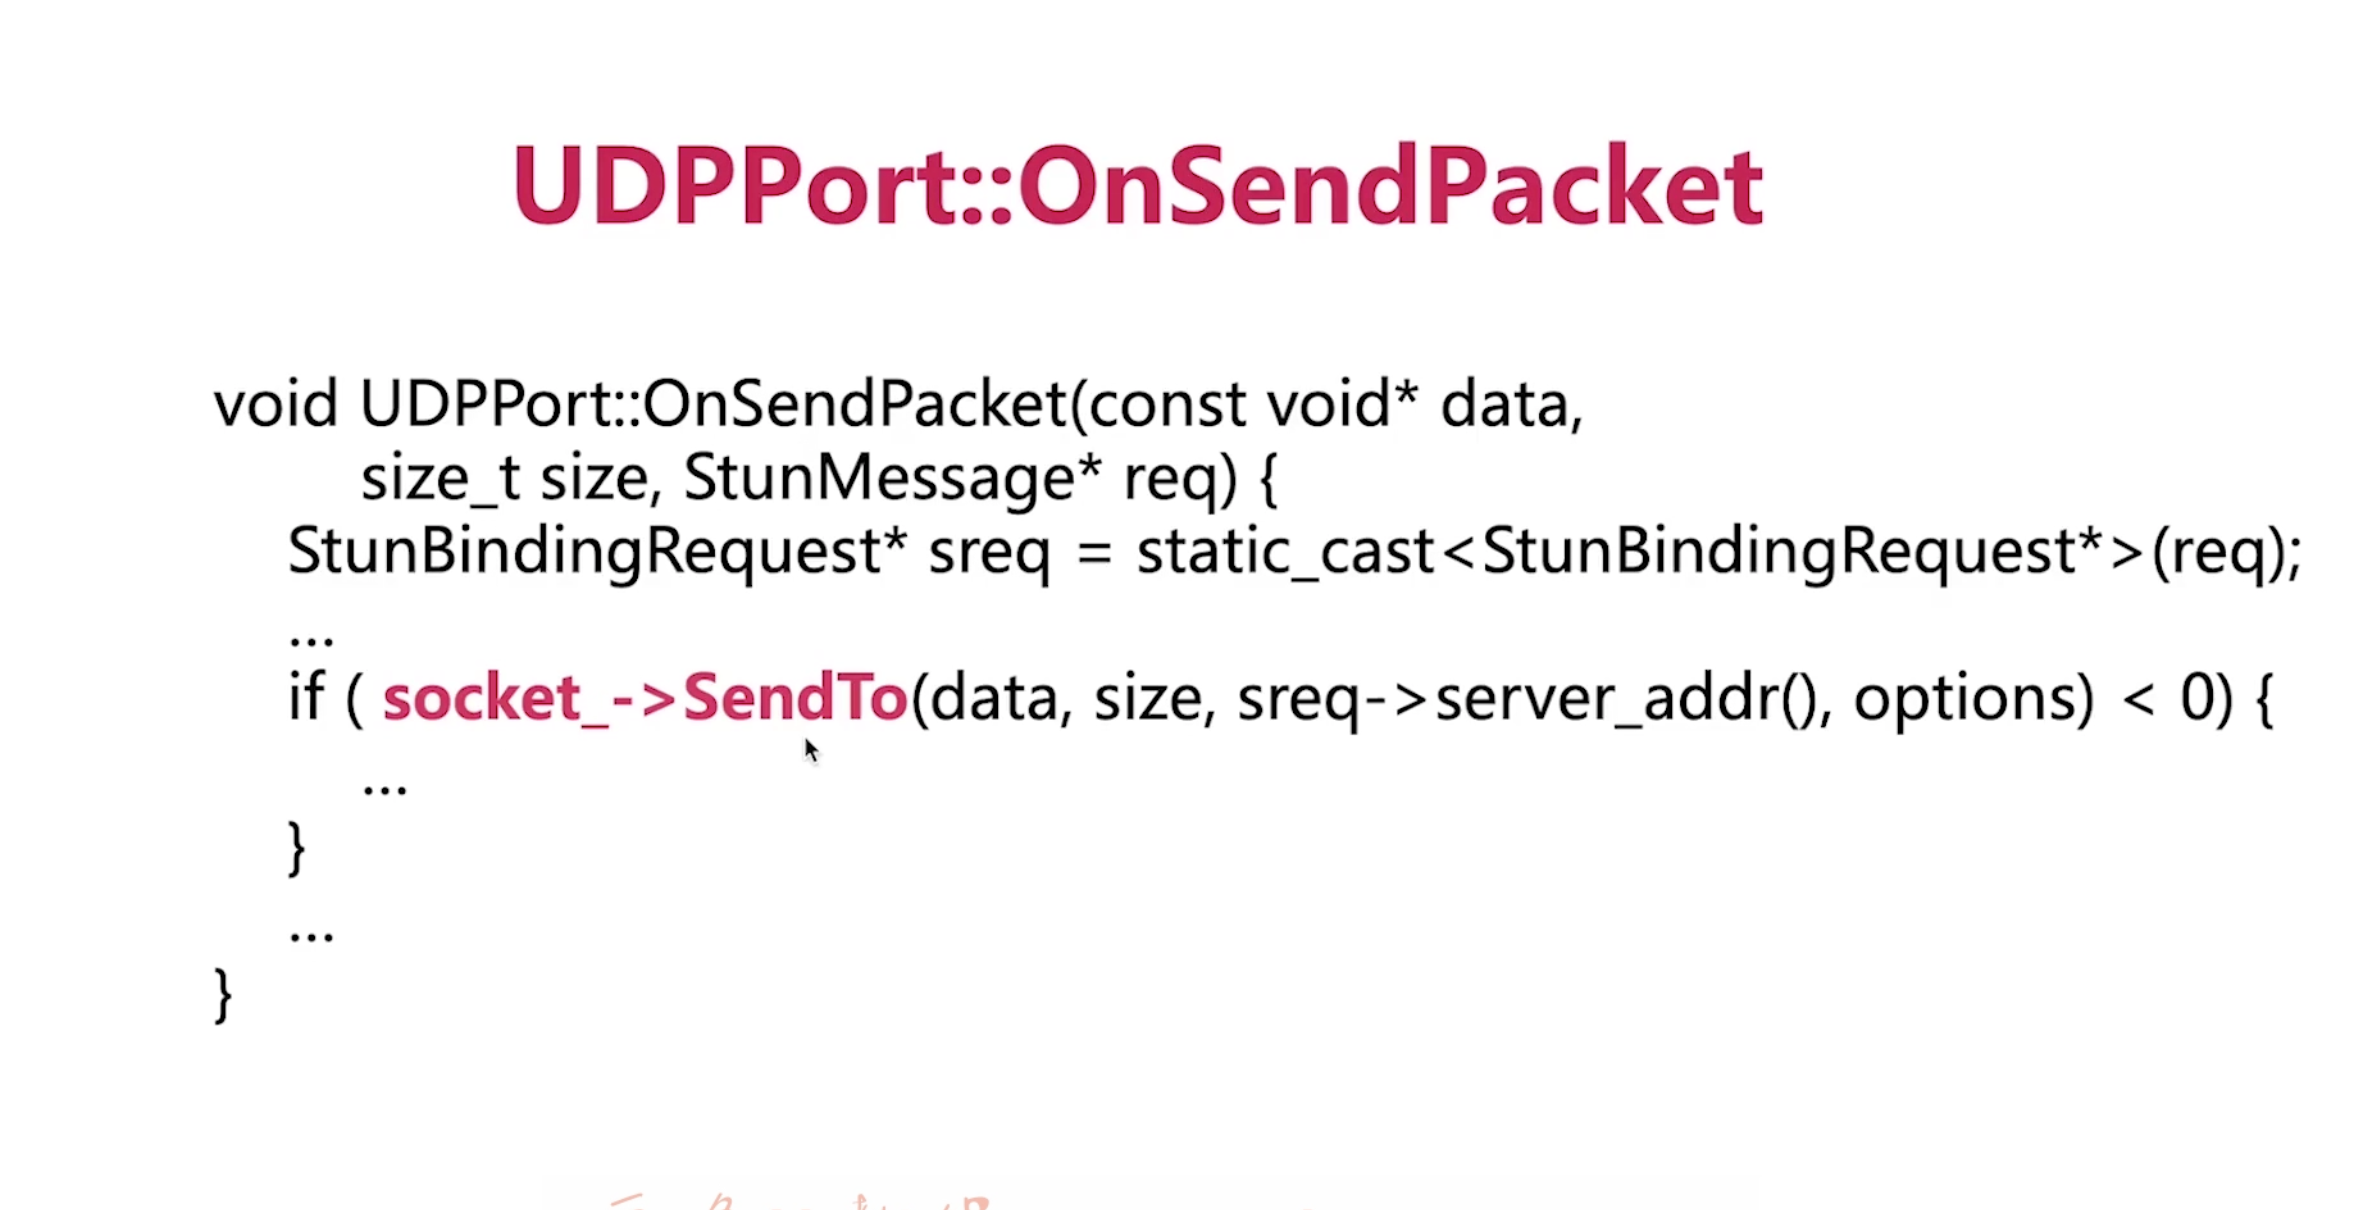 UDPPort::OnSendPacket
void UDPPort::OnSendPacket(const void* data,
size_t size, StunMessage* req) {
StunBindingRequest* sreq = static_cast<StunBindingRequest*>(req);
...
if ( socket_->SendTo(data, size, sreq->server_addr(), options) < 0) {
...
}
...
}